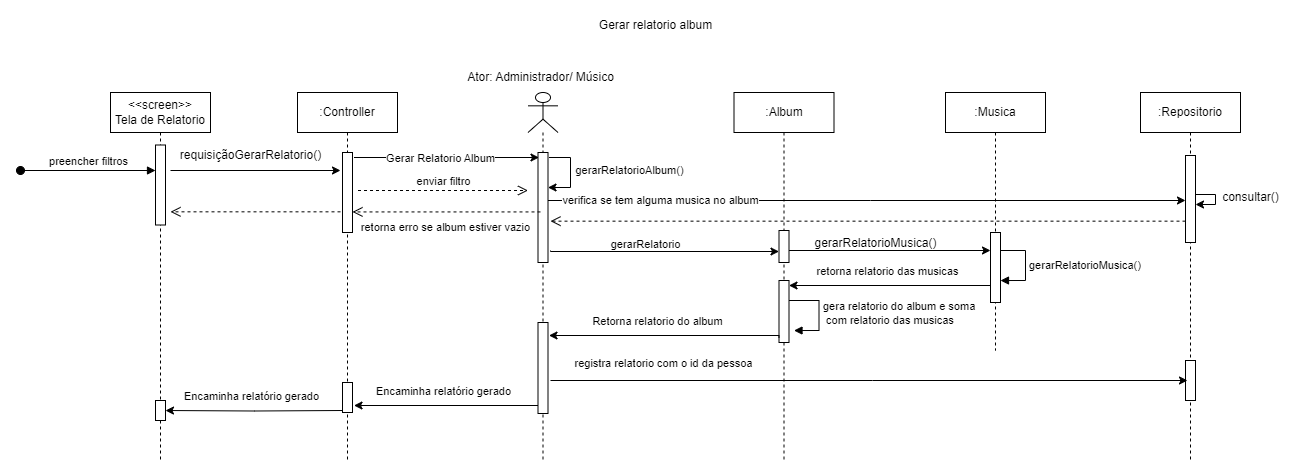 Gerar relatorio album
Ator: Administrador/ Músico
<<screen>>
Tela de Relatorio
:Controller
:Album
:Musica
:Repositorio
preencher filtros
requisiçãoGerarRelatorio()
Gerar Relatorio Album
gerarRelatorioAlbum()
enviar filtro
verifica se tem alguma musica no album
consultar()
retorna erro se album estiver vazio
gerarRelatorio
gerarRelatorioMusica()
gerarRelatorioMusica()
retorna relatorio das musicas
gera relatorio do album e soma
com relatorio das musicas
Retorna relatorio do album
registra relatorio com o id da pessoa
Encaminha relatório gerado
Encaminha relatório gerado